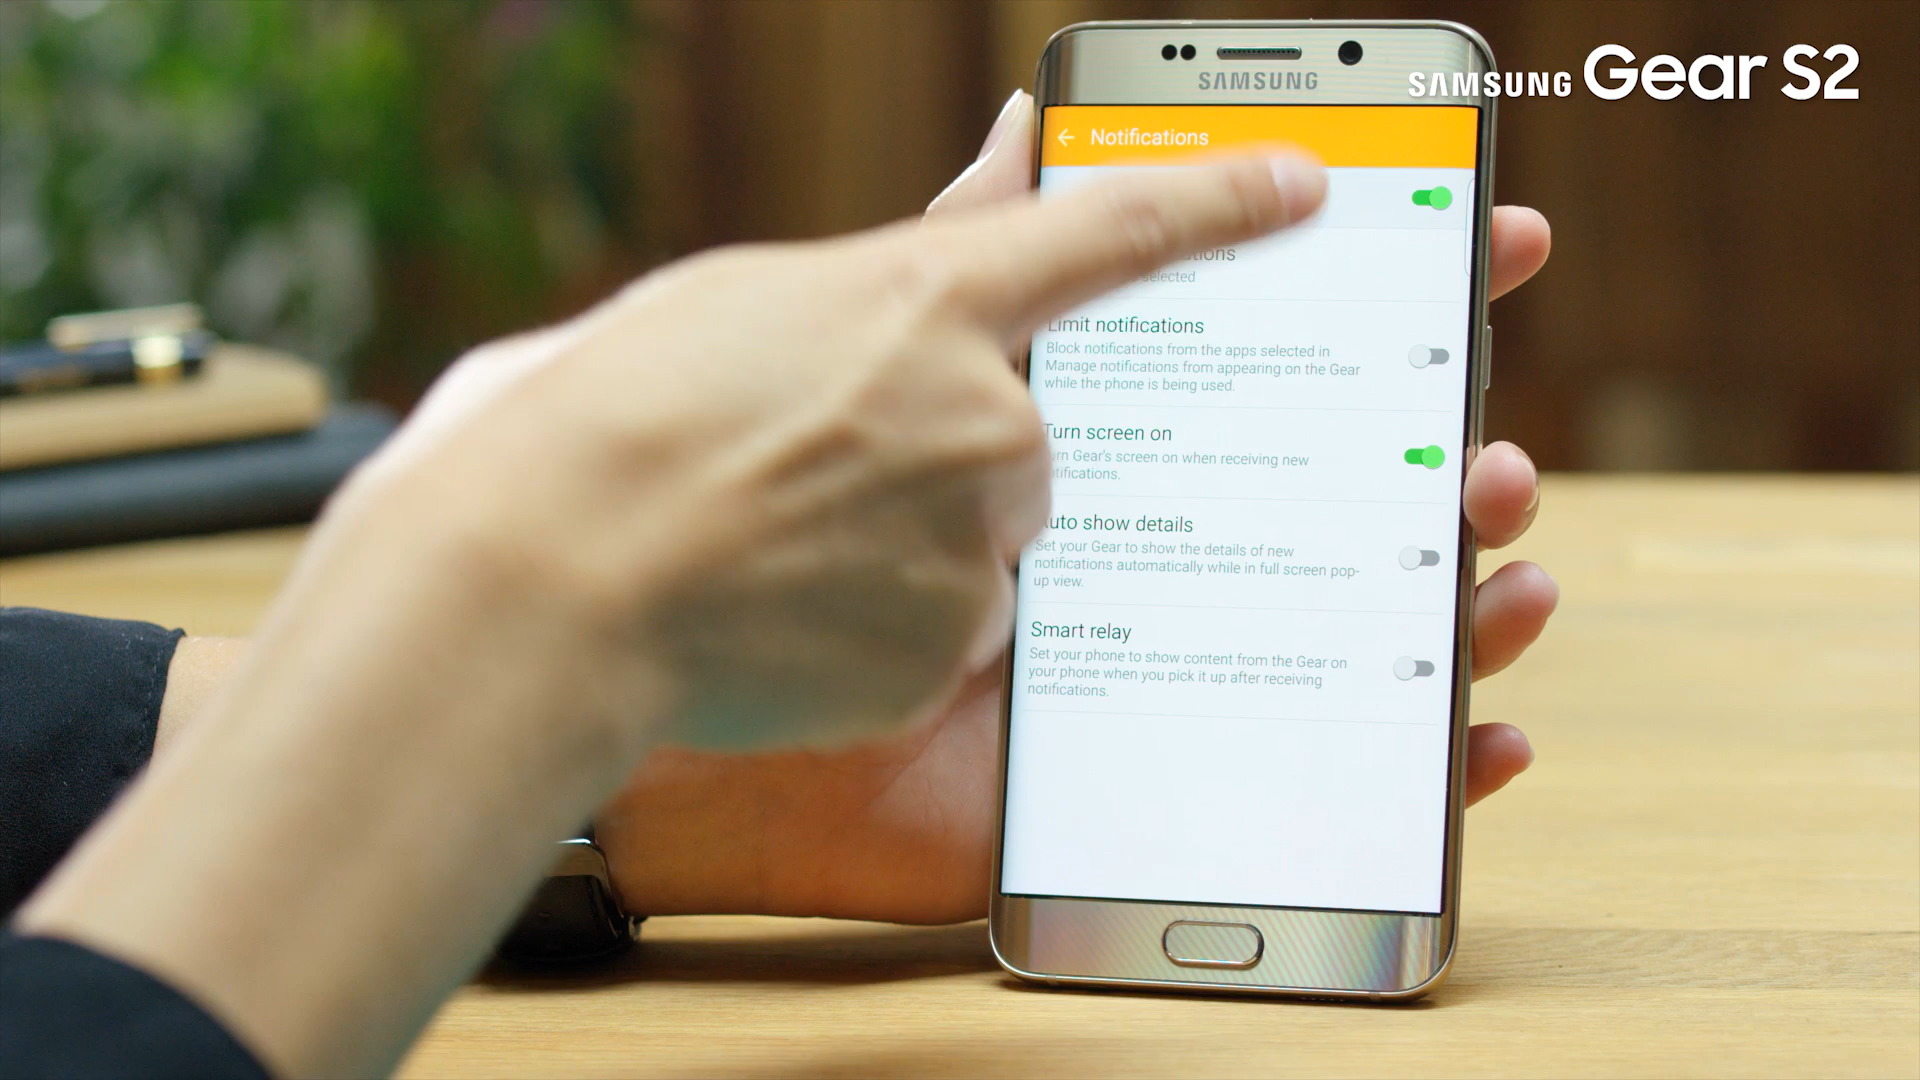 SAMSUNG
SAMSUNG Gear S2
Notifications
Limit notifications
Block notifications from the apps selected in
Manage notifications from appearing on the Gear
while the phone is being used.
Turn screen on
Gear's screen on when receiving new
Auto show details
Set your Gear to show the details of new
notifications automatically while in full screen pop-
up view.
Smart relay
Set your phone to show content from the Gear on
your phone when you pick it up after receiving
notifications.